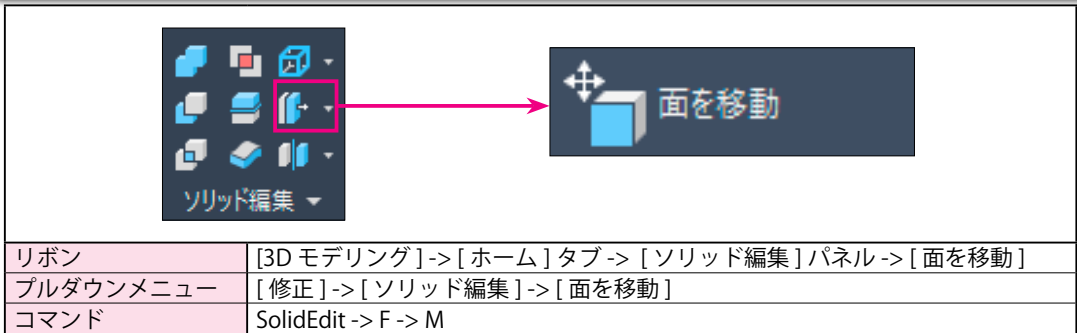 面を移動
ソリッド編集
リボン [3D モデリング ] -> [ ホーム ] タブ -> [ ソリッド編集 ] パネル -> [ 面を移動 ]
プルダウンメニュー [ 修正 ] -> [ ソリッド編集 ] -> [ 面を移動 ]
コマンド SolidEdit -> F -> M